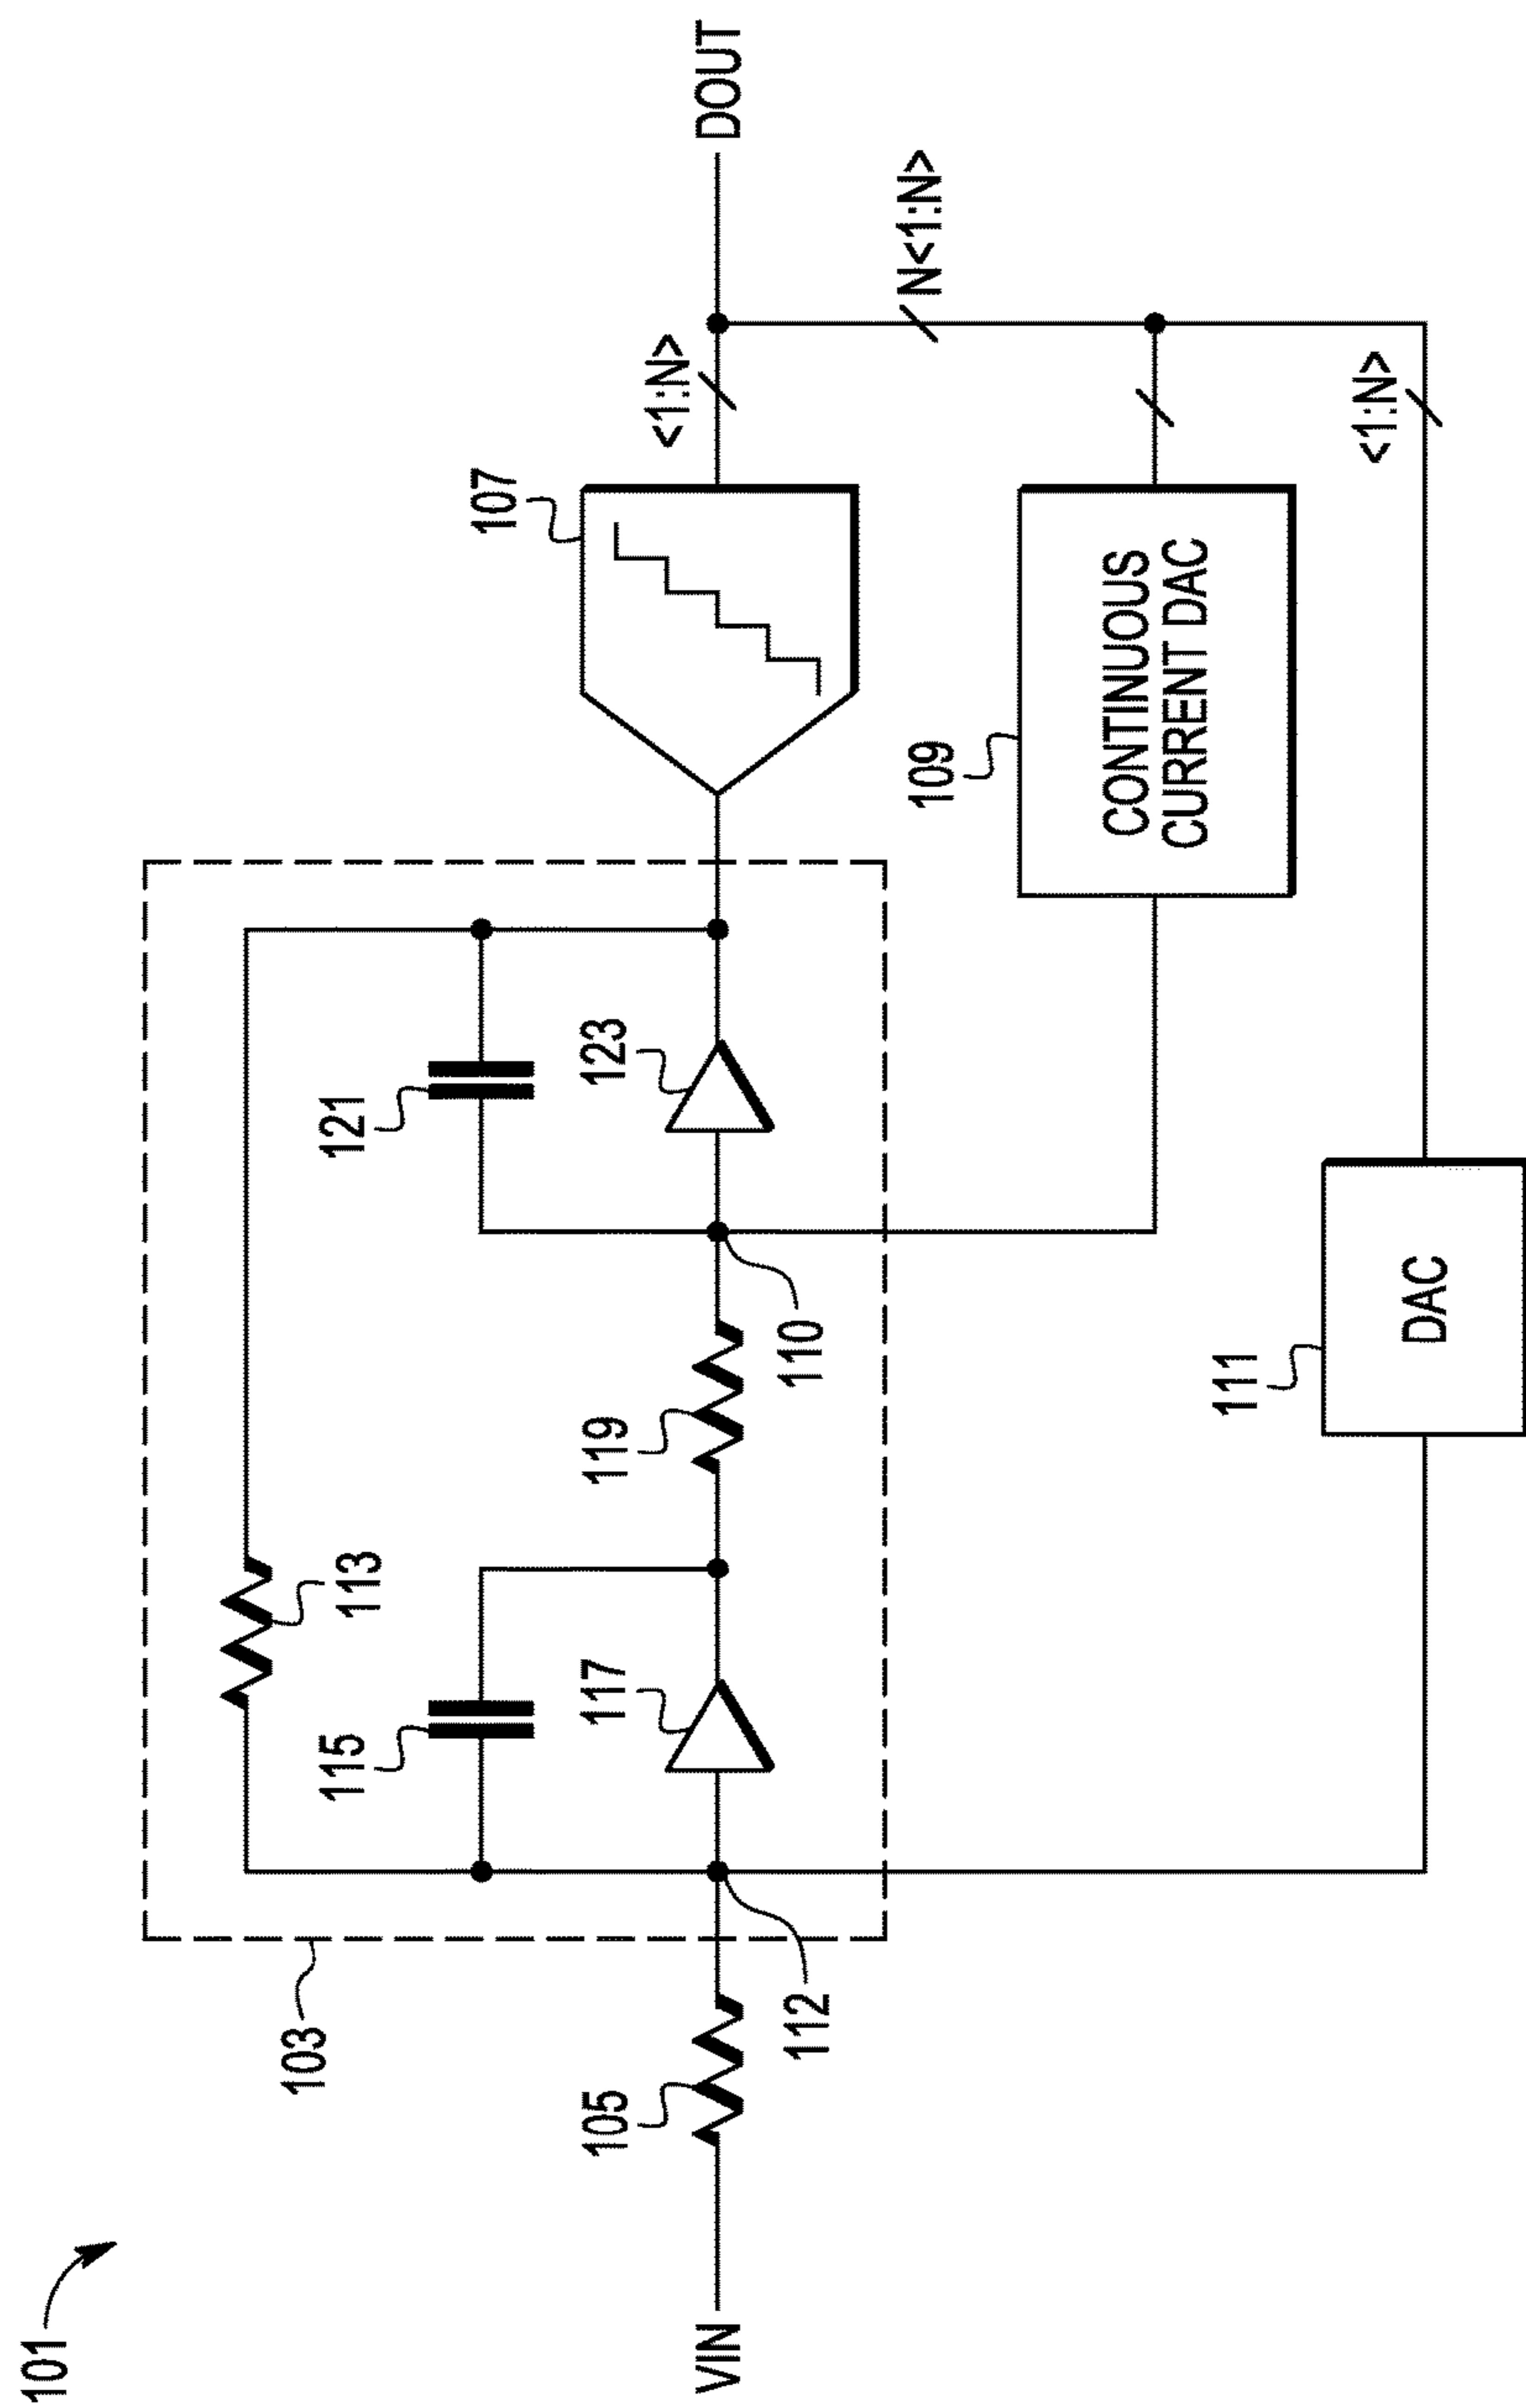 101
103
113
115
121
105
117
119
123
107
<1:N>
DOUT
VIN
112
110
109
N<1:N>
CONTINUOUS
CURRENT DAC
111
DAC
<1:N>